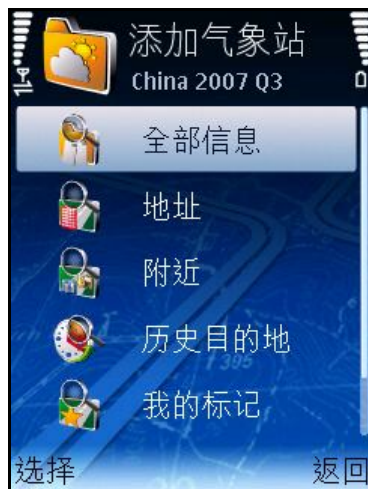 添加气象站
China 2007 Q3
全部信息
地址
附近
历史目的地
我的标记
选择 返回